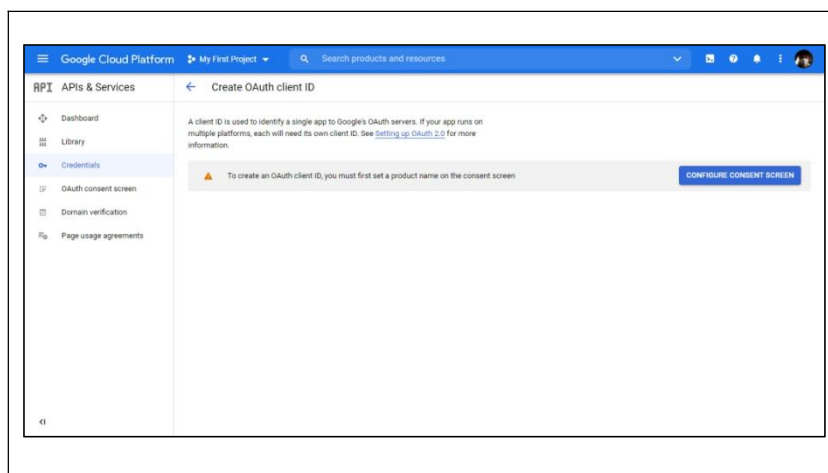 Google Cloud Platform
My First Project
Search products and resources
API APIs & Services
Create OAuth client ID
Dashboard
Library
Credentials
OAuth consent screen
Domain verification
Page usage agreements
A client ID is used to identify a single app to Google's OAuth servers. If your app runs on
multiple platforms, each will need its own client ID. See Setting up OAuth 2.0 for more
information.
To create an OAuth client ID, you must first set a product name on the consent screen
CONFIGURE CONSENT SCREEN